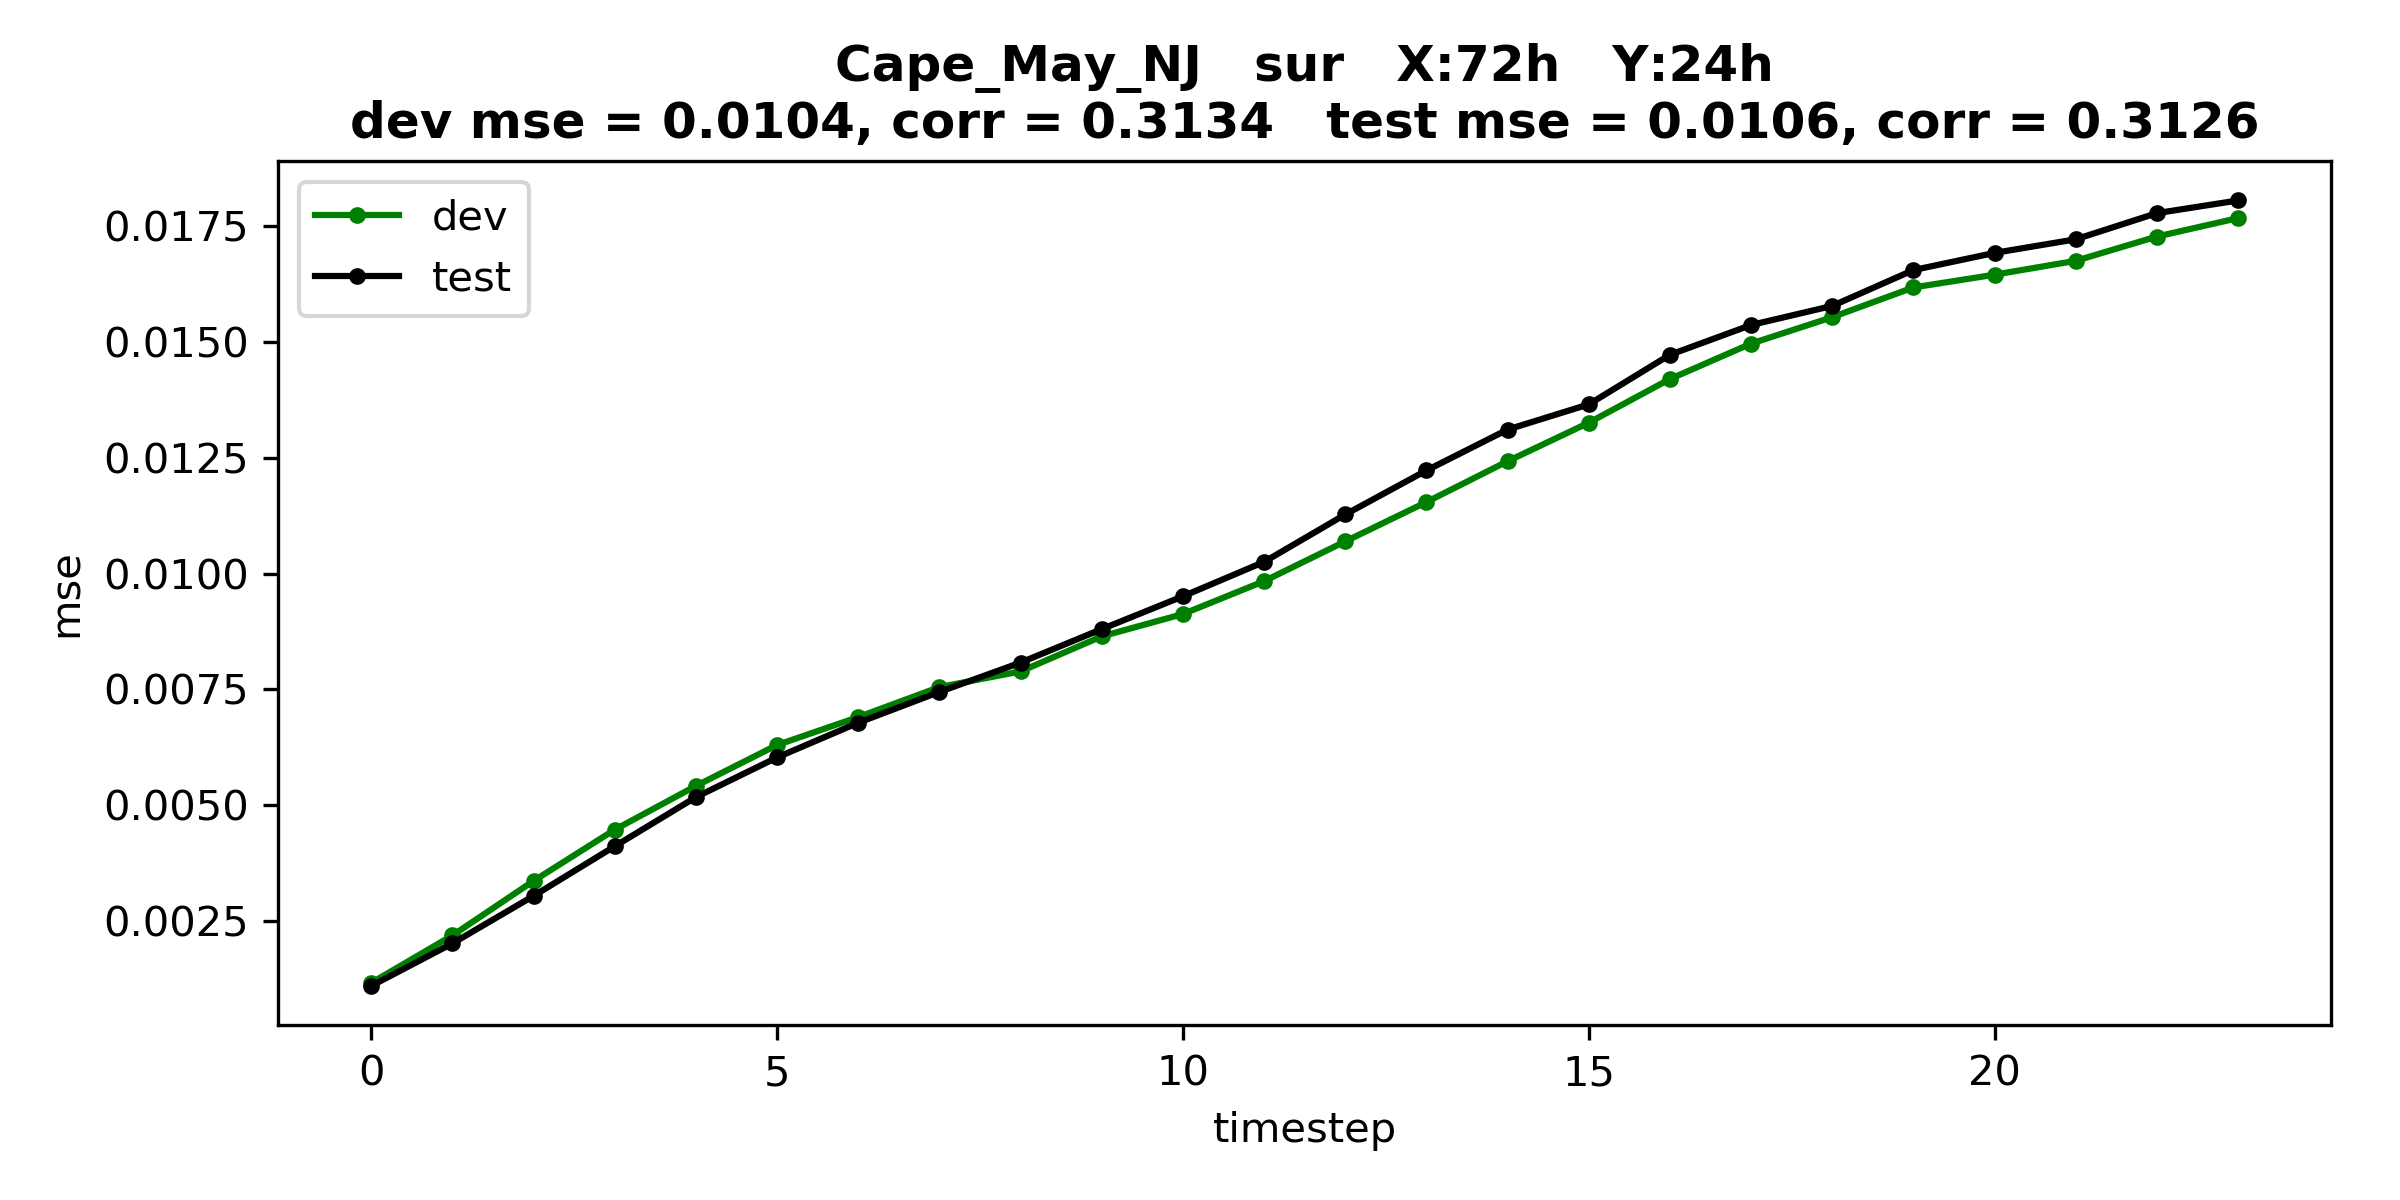 Cape_May_NJ sur X:72h Y:24h
dev mse = 0.0104, corr = 0.3134 test mse = 0.0106, corr = 0.3126
dev
test
0.0175
0.0150
0.0125
0.0100
0.0075
0.0050
0.0025
mse
0 5 10 15 20
timestep